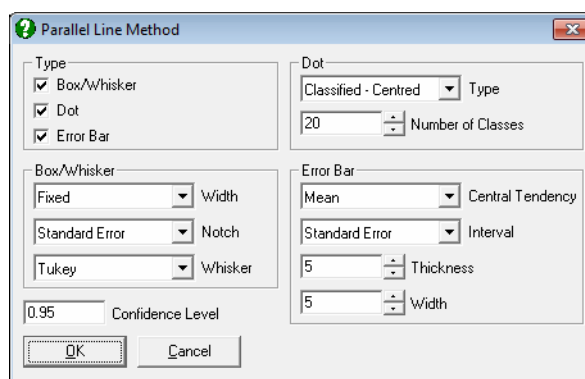 Parallel Line Method
Type
Box/Whisker
Dot
Error Bar
Dot
Classified - Centred Type
20 Number of Classes
Box/Whisker
Fixed Width
Standard Error Notch
Tukey Whisker
Error Bar
Mean Central Tendency
Standard Error Interval
5 Thickness
5 Width
0.95 Confidence Level
OK Cancel